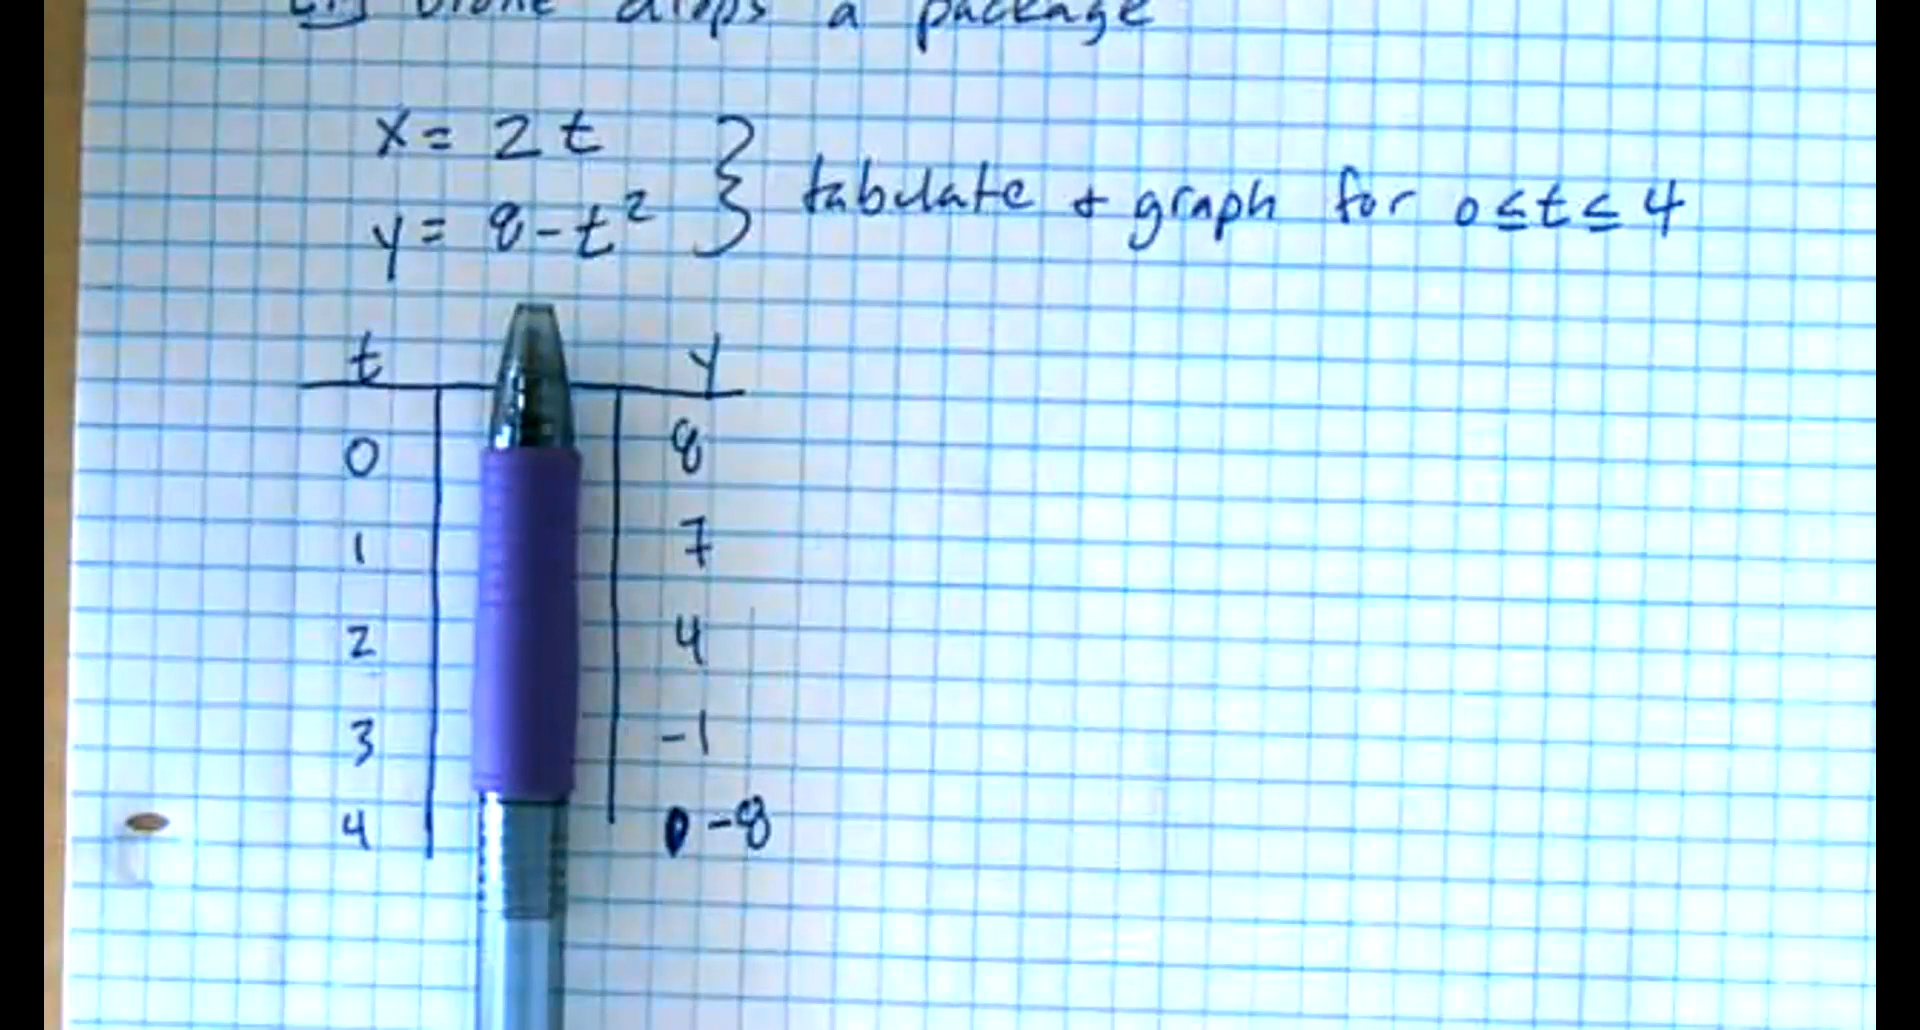 drops a package
x = 2t
y = 8 - t² } tabulate + graph for 0 ≤ t ≤ 4
t y
0 8
1 7
2 4
3 -1
4 -8